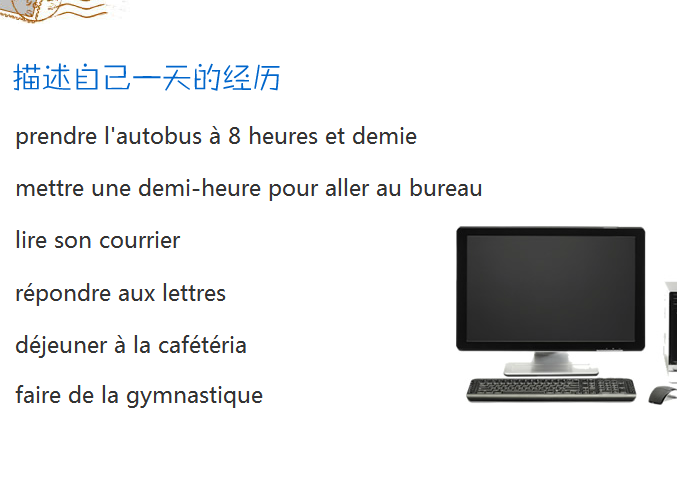 描述自己一天的经历
prendre l'autobus à 8 heures et demie
mettre une demi-heure pour aller au bureau
lire son courrier
répondre aux lettres
déjeuner à la cafétéria
faire de la gymnastique